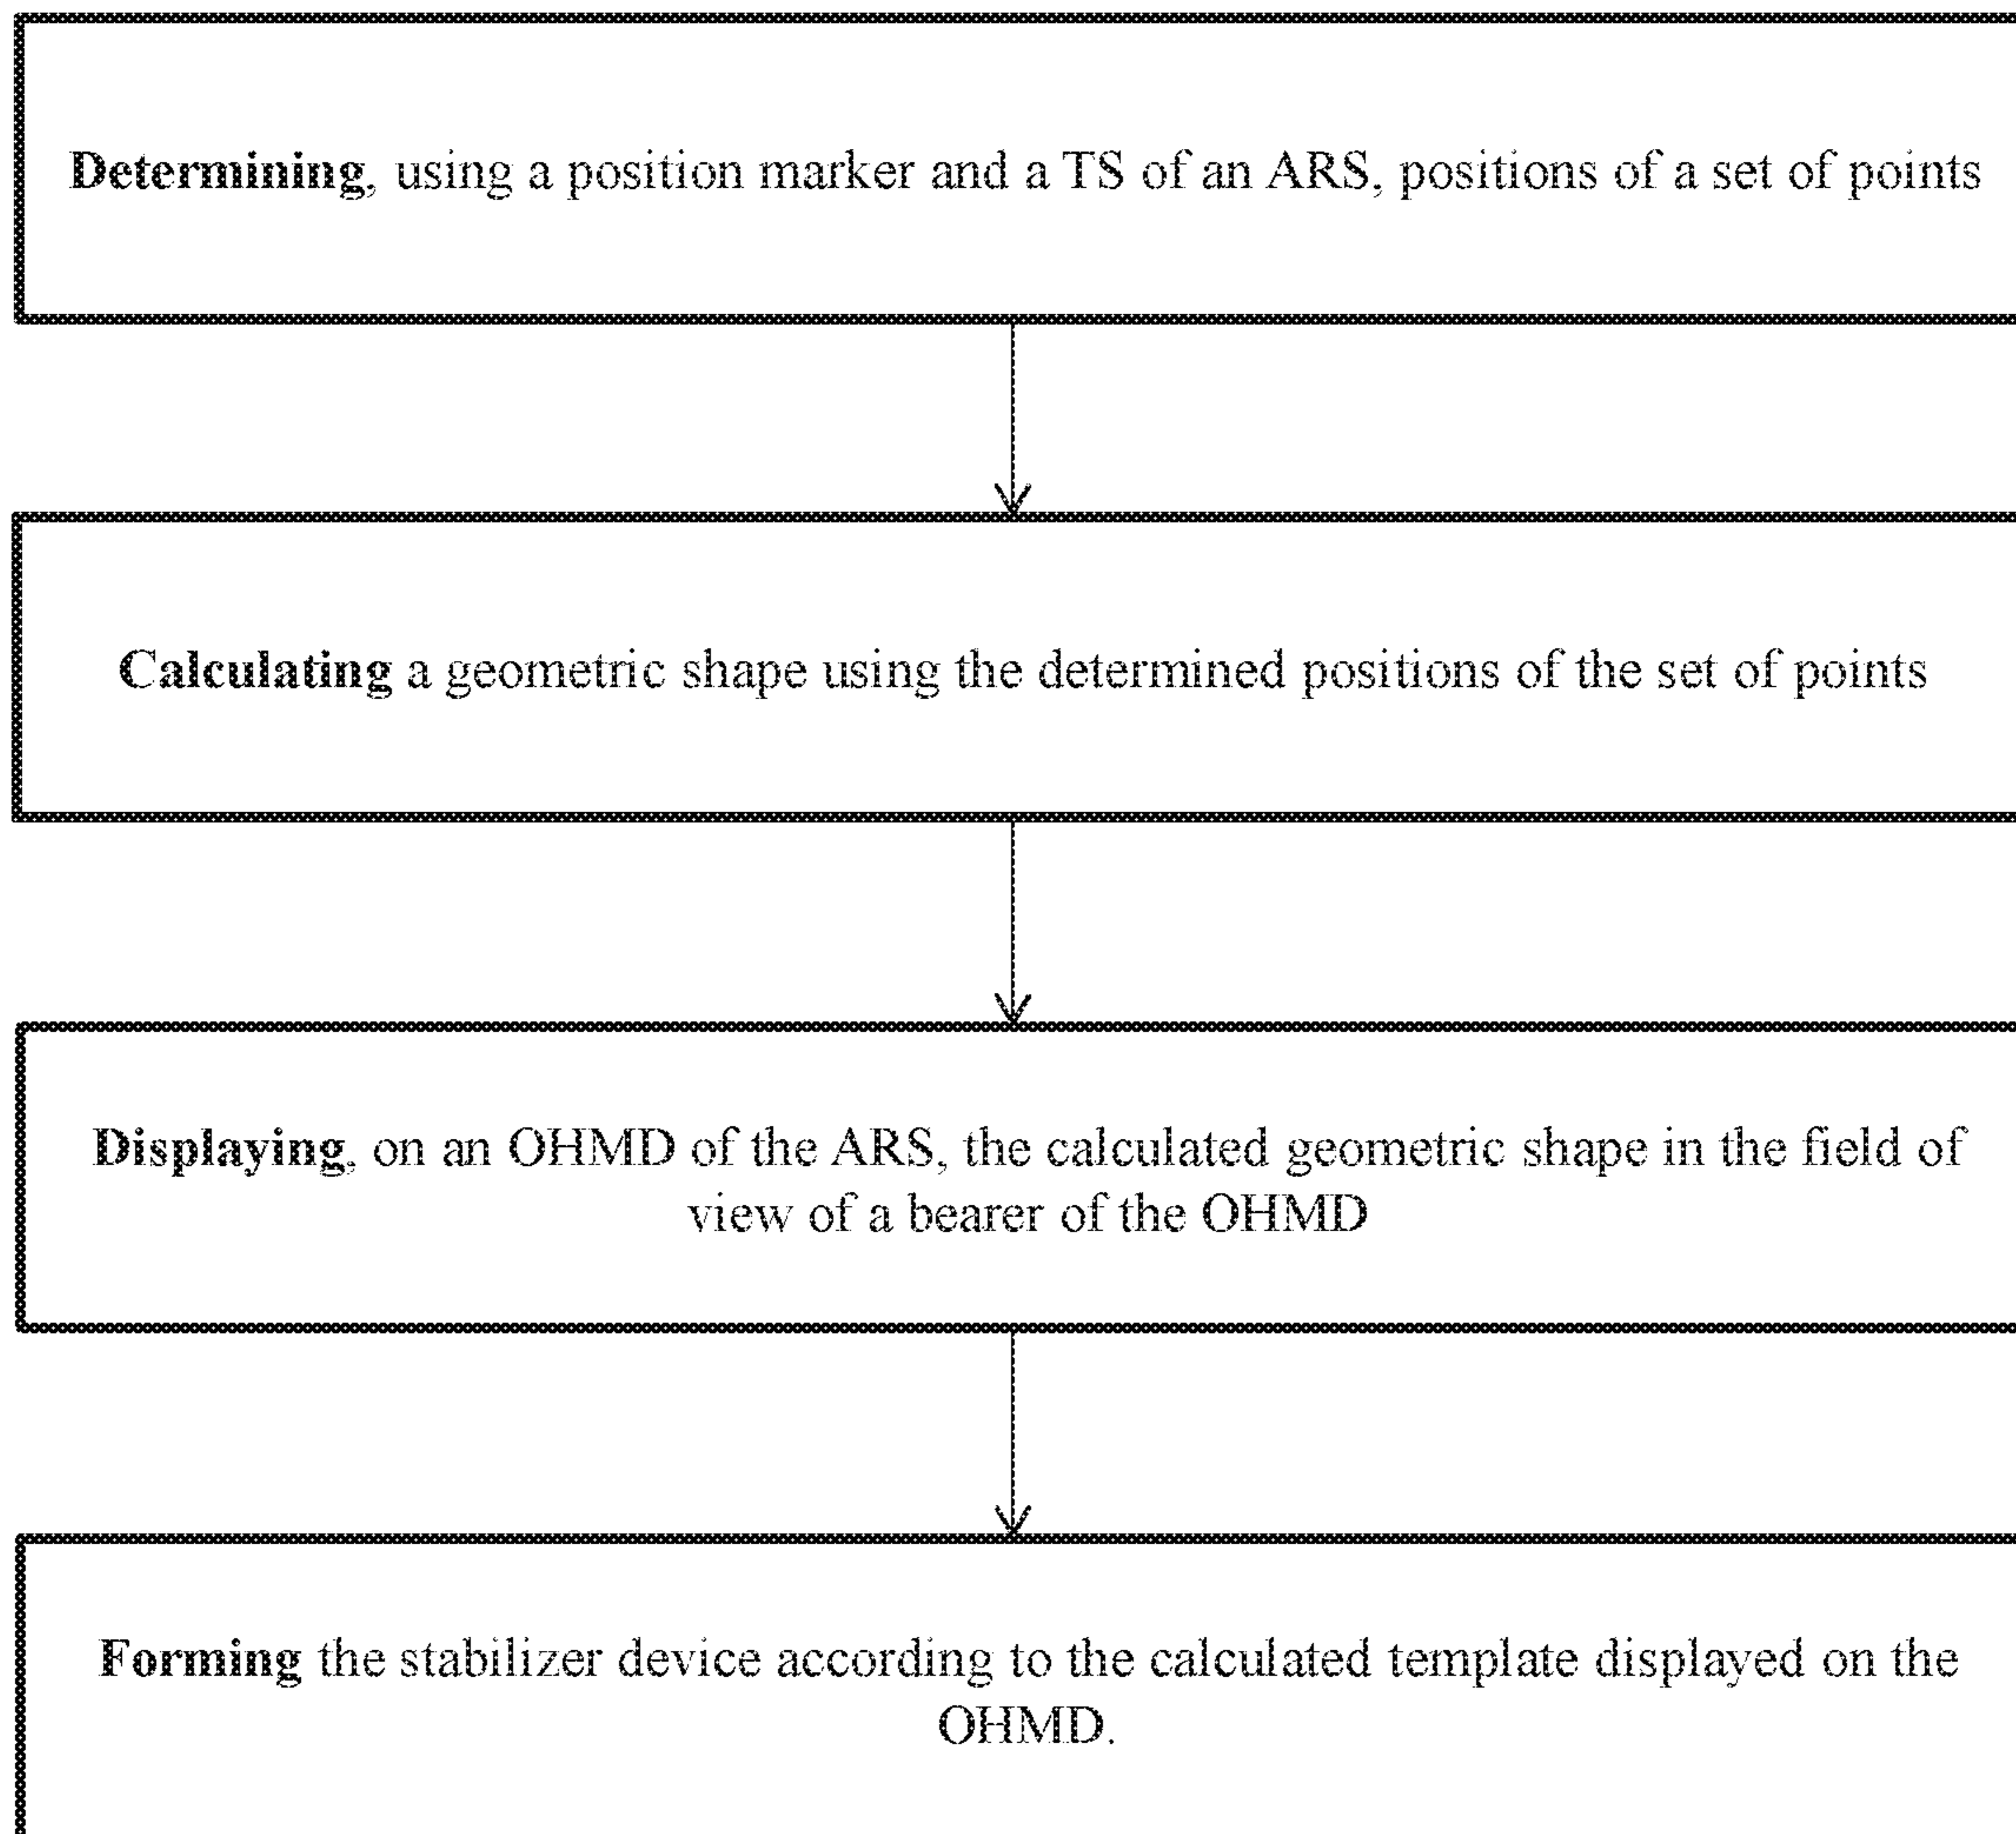 Determining, using a position marker and a TS of an ARS, positions of a set of points
Calculating a geometric shape using the determined positions of the set of points
Displaying, on an OHMD of the ARS, the calculated geometric shape in the field of
view of a bearer of the OHMD
Forming the stabilizer device according to the calculated template displayed on the
OHMD.